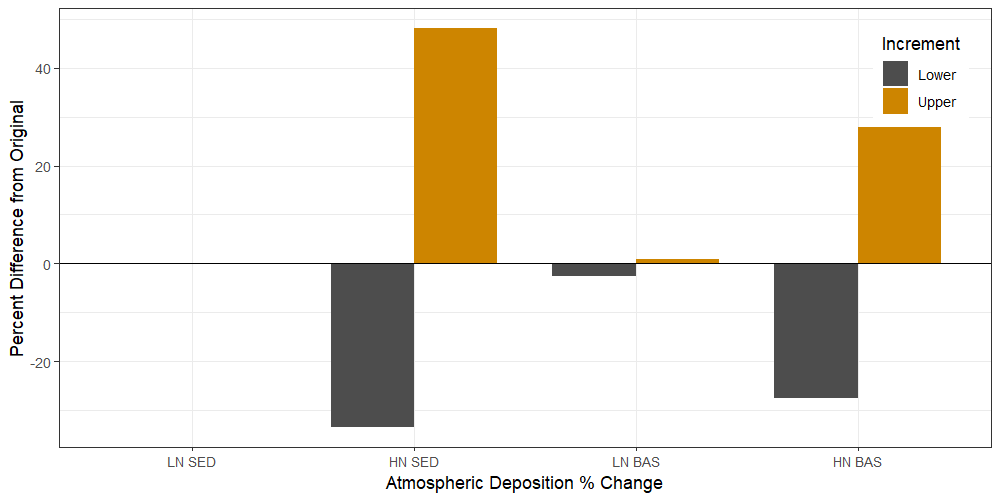 Increment
Lower
Upper
Percent Difference from Original
40
20
0
-20
LN SED
HN SED
LN BAS
HN BAS
Atmospheric Deposition % Change